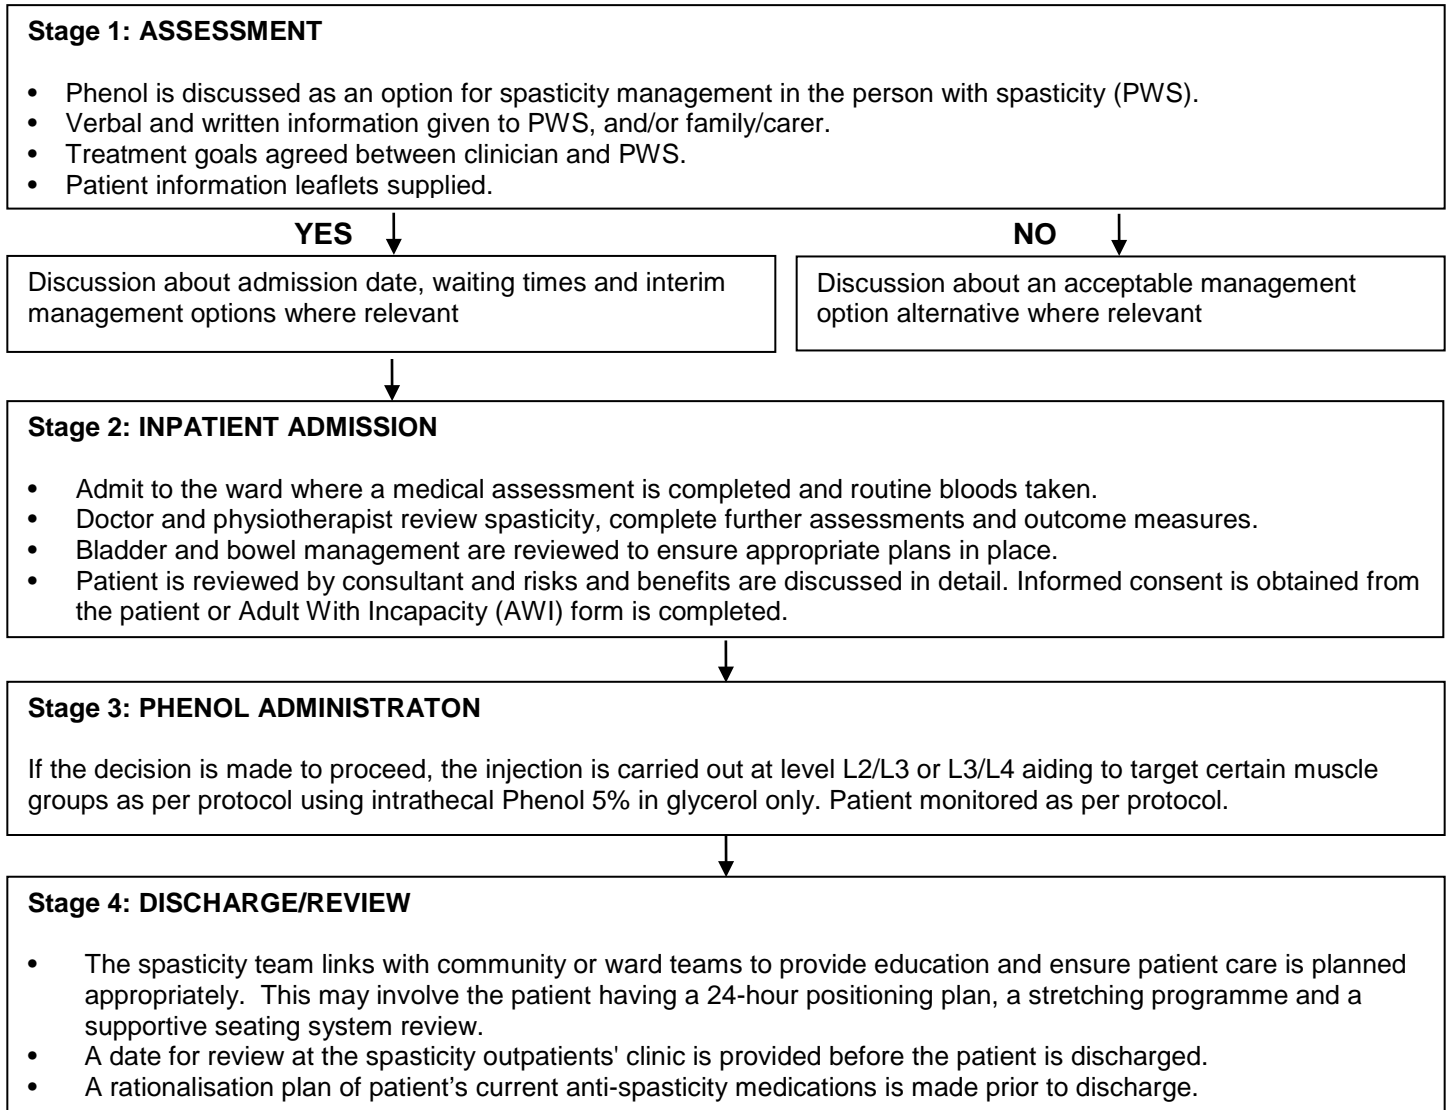 Stage 1: ASSESSMENT
• Phenol is discussed as an option for spasticity management in the person with spasticity (PWS).
• Verbal and written information given to PWS, and/or family/carer.
• Treatment goals agreed between clinician and PWS.
• Patient information leaflets supplied.
YES
NO
Discussion about admission date, waiting times and interim
management options where relevant
Discussion about an acceptable management
option alternative where relevant
Stage 2: INPATIENT ADMISSION
• Admit to the ward where a medical assessment is completed and routine bloods taken.
• Doctor and physiotherapist review spasticity, complete further assessments and outcome measures.
• Bladder and bowel management are reviewed to ensure appropriate plans in place.
• Patient is reviewed by consultant and risks and benefits are discussed in detail. Informed consent is obtained from
the patient or Adult With Incapacity (AWI) form is completed.
Stage 3: PHENOL ADMINISTRATON
If the decision is made to proceed, the injection is carried out at level L2/L3 or L3/L4 aiding to target certain muscle
groups as per protocol using intrathecal Phenol 5% in glycerol only. Patient monitored as per protocol.
Stage 4: DISCHARGE/REVIEW
• The spasticity team links with community or ward teams to provide education and ensure patient care is planned
appropriately. This may involve the patient having a 24-hour positioning plan, a stretching programme and a
supportive seating system review.
• A date for review at the spasticity outpatients' clinic is provided before the patient is discharged.
• A rationalisation plan of patient’s current anti-spasticity medications is made prior to discharge.